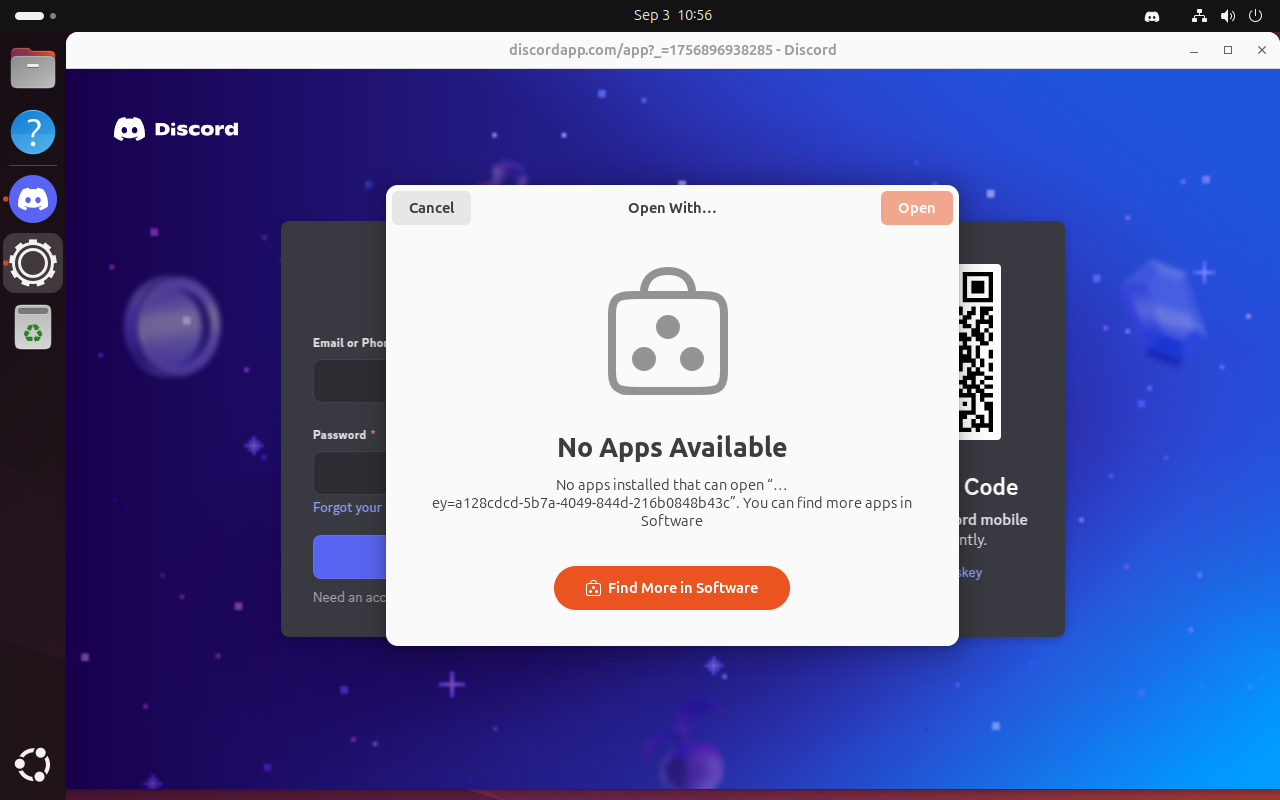 Sep 3 10:56
discordapp.com/app?_=1756896938285 - Discord
Discord
Cancel
Open With...
Open
Email or Phon
Password *
Forgot your
Need an acc
No Apps Available
No apps installed that can open “…
ey=a128cdcd-5b7a-4049-844d-216b0848b43c”. You can find more apps in
Software
Find More in Software
Code
ord mobile
ntly.
skey